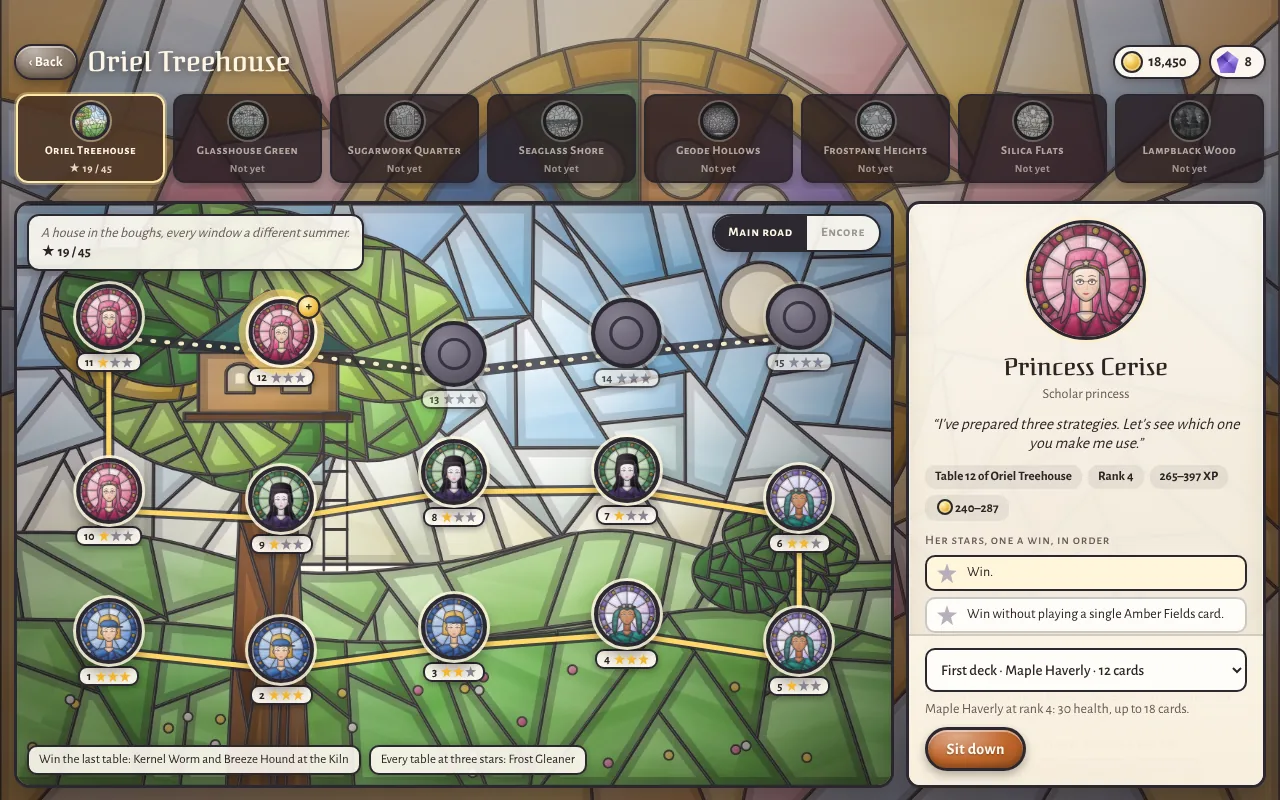 ‹ Back
Oriel Treehouse
18,450
8
Oriel Treehouse
★ 19 / 45
Glasshouse Green
Not yet
Sugarwork Quarter
Not yet
Seaglass Shore
Not yet
Geode Hollows
Not yet
Frostpane Heights
Not yet
Silica Flats
Not yet
Lampblack Wood
Not yet
A house in the boughs, every window a different summer.
★ 19 / 45
Main road
Encore
+
11 ★★★
12 ★★★
13 ★★★
14 ★★★
15 ★★★
10 ★★★
9 ★★★
8 ★★★
7 ★★★
6 ★★★
1 ★★★
2 ★★★
3 ★★★
4 ★★★
5 ★★★
Win the last table: Kernel Worm and Breeze Hound at the Kiln
Every table at three stars: Frost Gleaner
Princess Cerise
Scholar princess
“I've prepared three strategies. Let's see which one
you make me use.”
Table 12 of Oriel Treehouse
Rank 4
265–397 XP
240–287
Her stars, one a win, in order
★ Win.
★ Win without playing a single Amber Fields card.
First deck · Maple Haverly · 12 cards
Maple Haverly at rank 4: 30 health, up to 18 cards.
Sit down